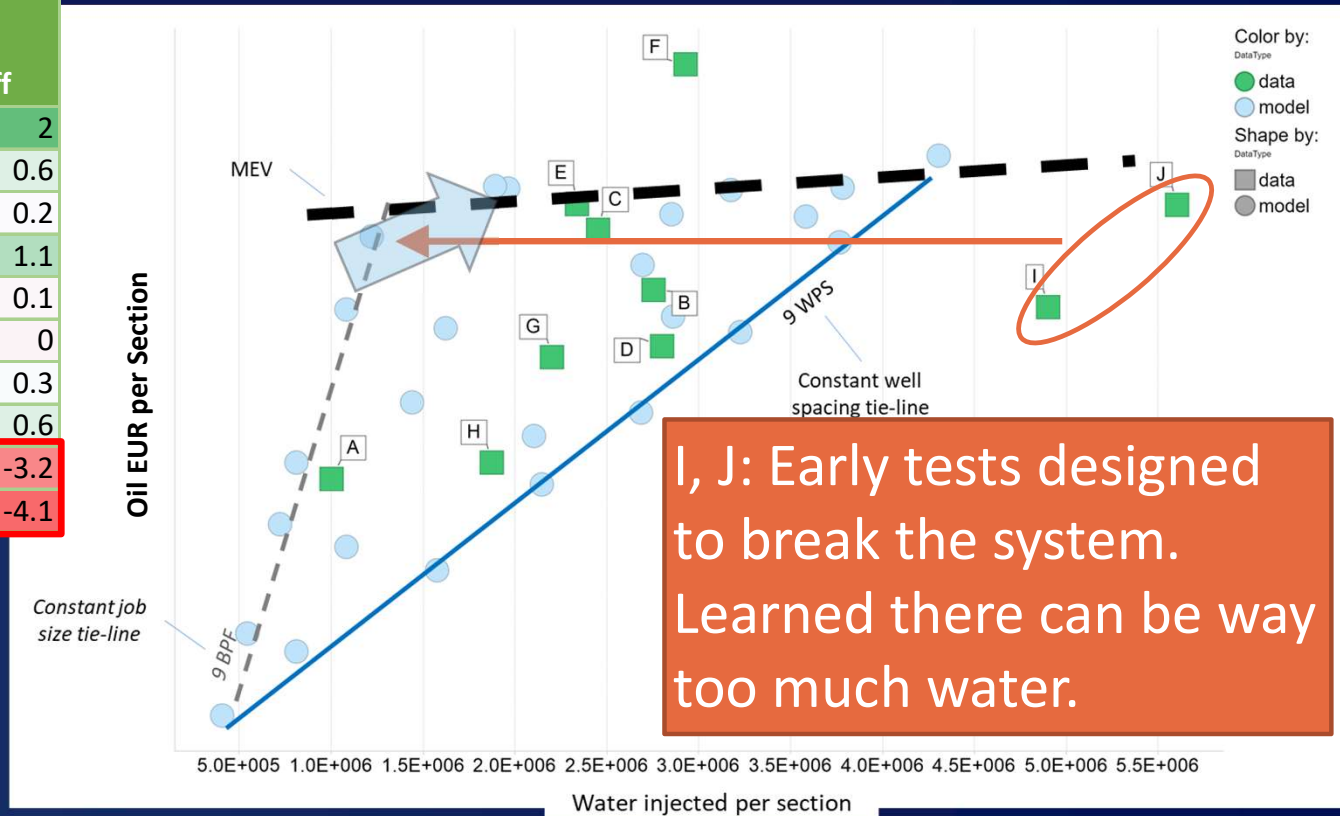 ff
2
0.6
0.2
1.1
0.1
0
0.3
0.6
-3.2
-4.1
Oil EUR per Section
F
MEV
E
C
J
I
B
G
D
9 WPS
Constant well
spacing tie-line
A
H
Constant job
size tie-line
9 BPF
Color by:
DataType
data
model
Shape by:
DataType
data
model
I, J: Early tests designed
to break the system.
Learned there can be way
too much water.
5.0E+005 1.0E+006 1.5E+006 2.0E+006 2.5E+006 3.0E+006 3.5E+006 4.0E+006 4.5E+006 5.0E+006 5.5E+006
Water injected per section